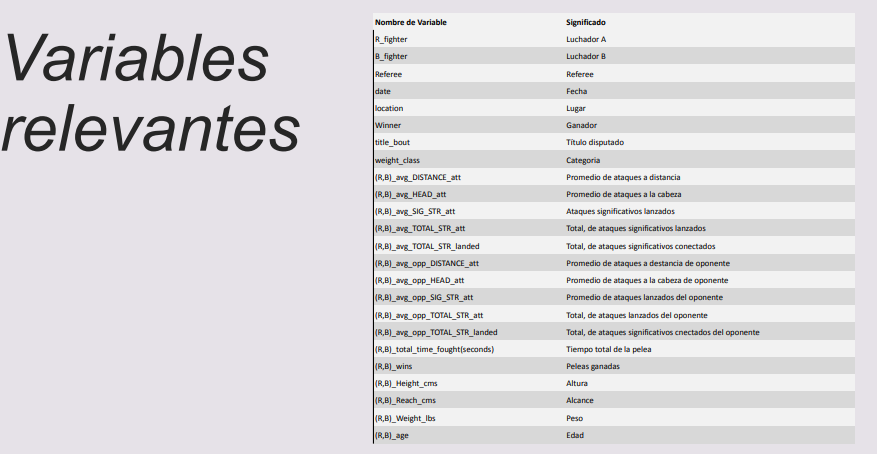 Variables
relevantes
Nombre de Variable Significado
R_fighter Luchador A
B_fighter Luchador B
Referee Referee
date Fecha
location Lugar
Winner Ganador
title_bout Título disputado
weight_class Categoria
(R,B)_avg_DISTANCE_att Promedio de ataques a distancia
(R,B)_avg_HEAD_att Promedio de ataques a la cabeza
(R,B)_avg_SIG_STR_att Ataques significativos lanzados
(R,B)_avg_TOTAL_STR_att Total, de ataques significativos lanzados
(R,B)_avg_TOTAL_STR_landed Total, de ataques significativos conectados
(R,B)_avg_opp_DISTANCE_att Promedio de ataques a destancia de oponente
(R,B)_avg_opp_HEAD_att Promedio de ataques a la cabeza de oponente
(R,B)_avg_opp_SIG_STR_att Promedio de ataques lanzados del oponente
(R,B)_avg_opp_TOTAL_STR_att Total, de ataques lanzados del oponente
(R,B)_avg_opp_TOTAL_STR_landed Total, de ataques significativos cnectados del oponente
(R,B)_total_time_fought(seconds) Tiempo total de la pelea
(R,B)_wins Peleas ganadas
(R,B)_Height_cms Altura
(R,B)_Reach_cms Alcance
(R,B)_Weight_lbs Peso
(R,B)_age Edad